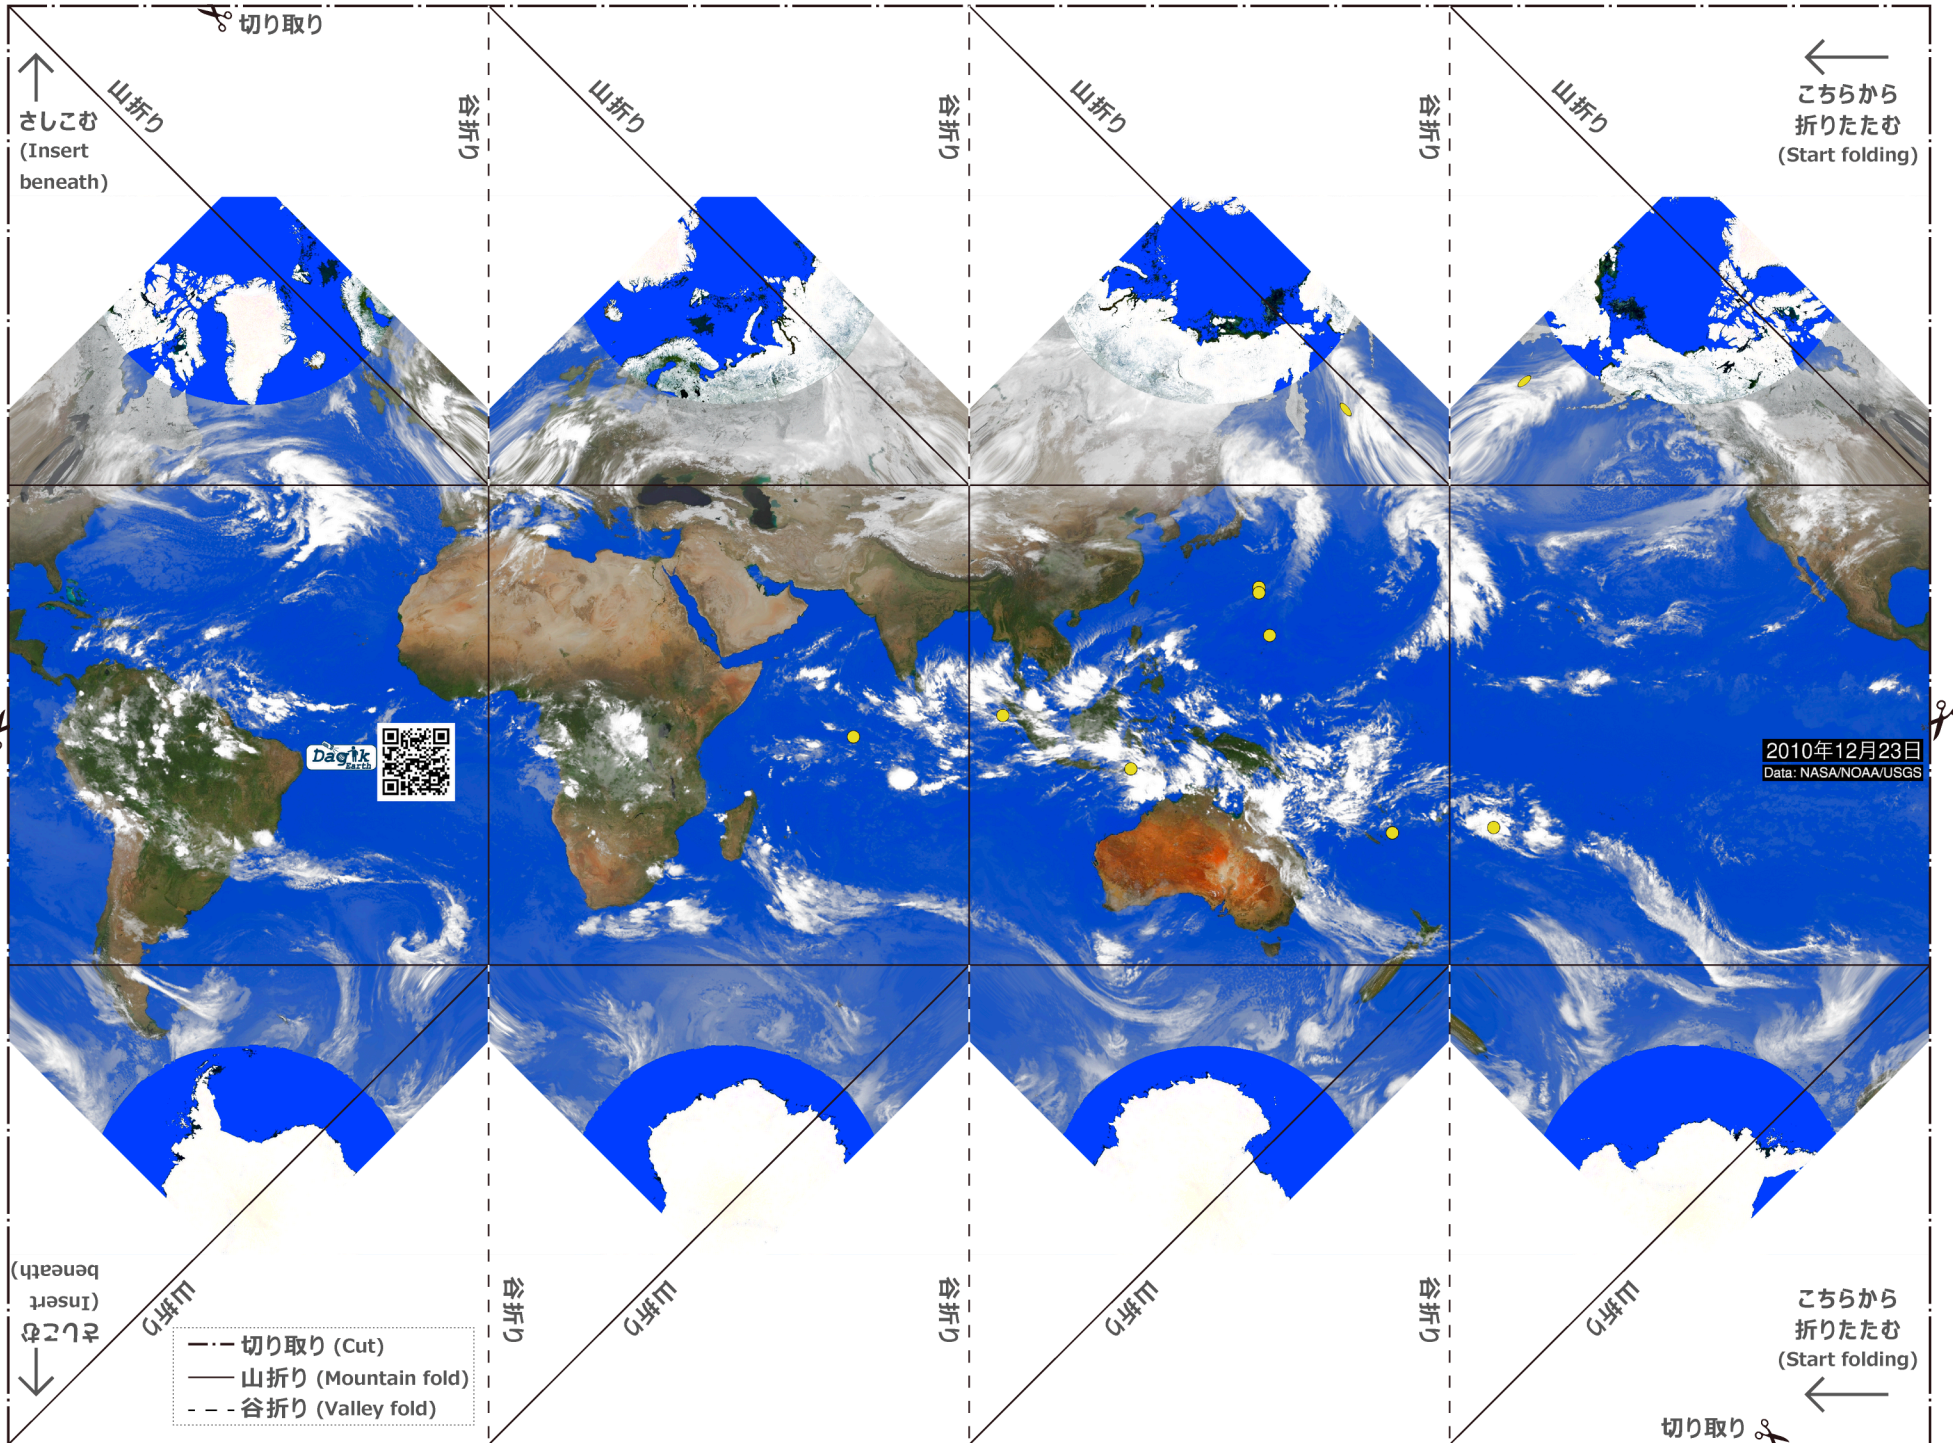 切り取り
さしこむ
(Insert
beneath)
山折り
谷折り
山折り
谷折り
山折り
谷折り
山折り
こちらから
折りたたむ
(Start folding)
Dagik
Earth
2010年12月23日
Data: NASA/NOAA/USGS
さしこむ
(Insert
beneath)
山折り
谷折り
山折り
谷折り
山折り
谷折り
山折り
こちらから
折りたたむ
(Start folding)
切り取り (Cut)
山折り (Mountain fold)
谷折り (Valley fold)
切り取り